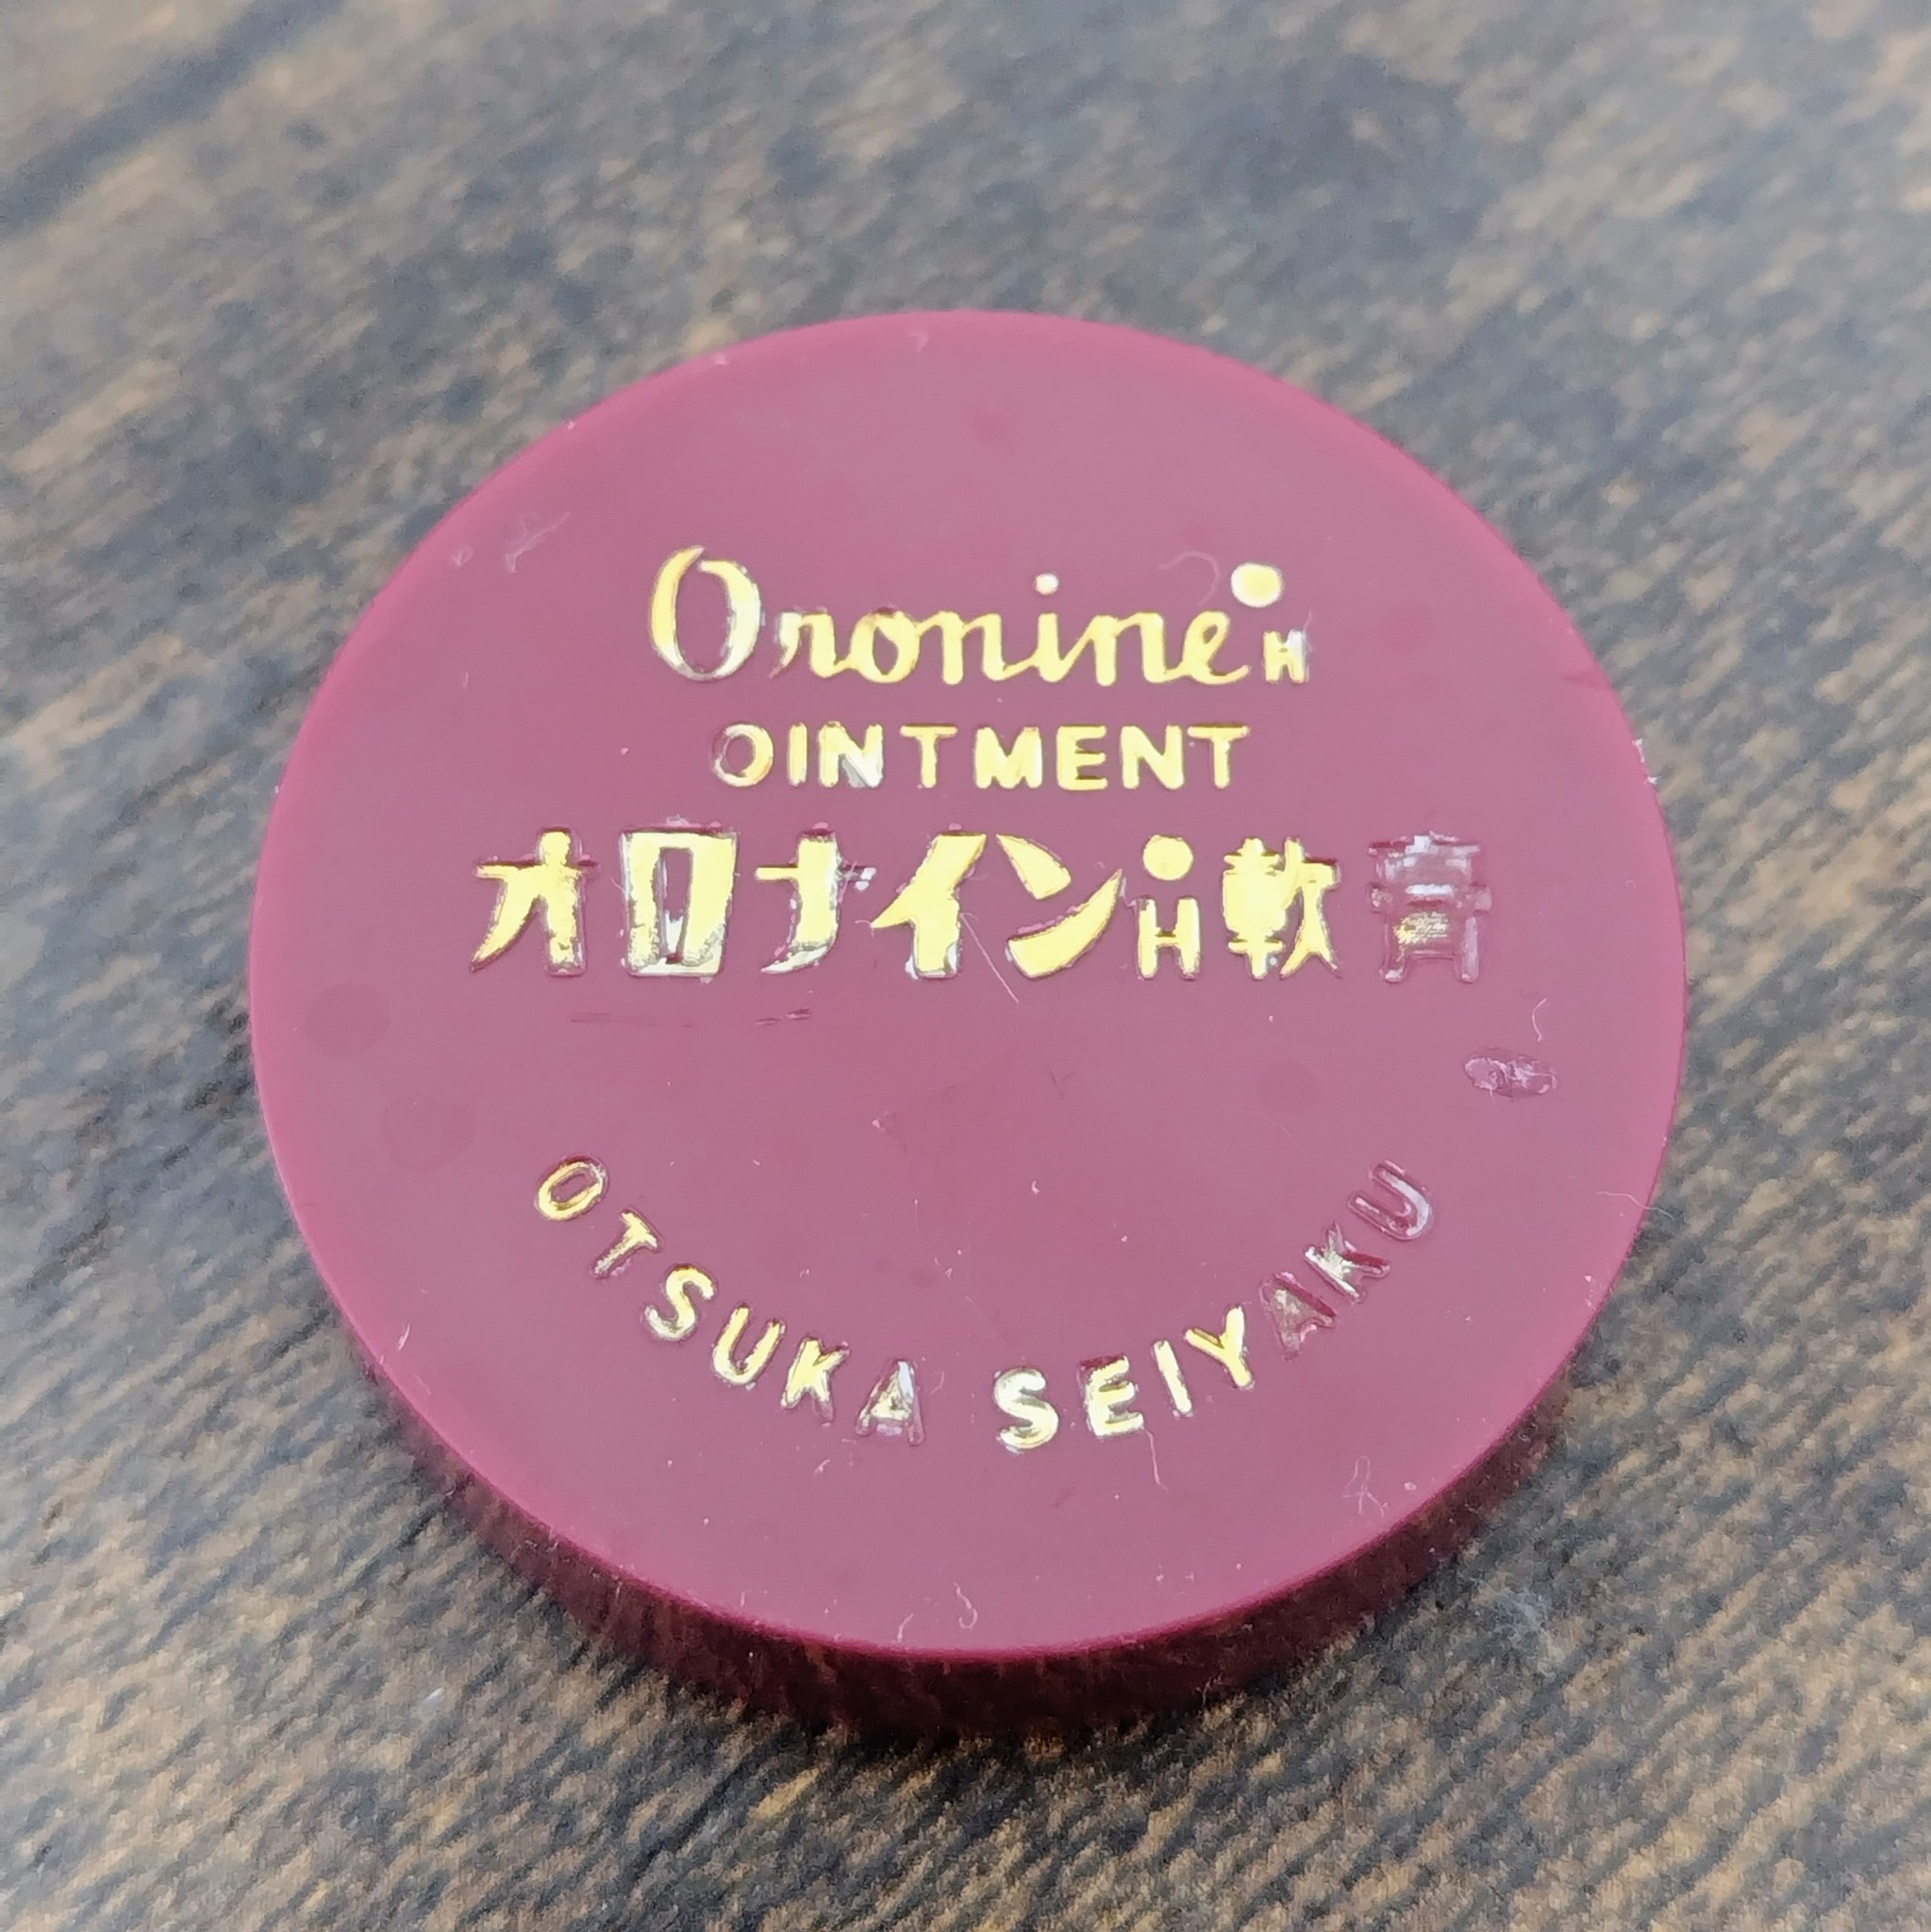 Oronine H
OINTMENT
オロナインH軟膏
OTSUKA SEIYAKU